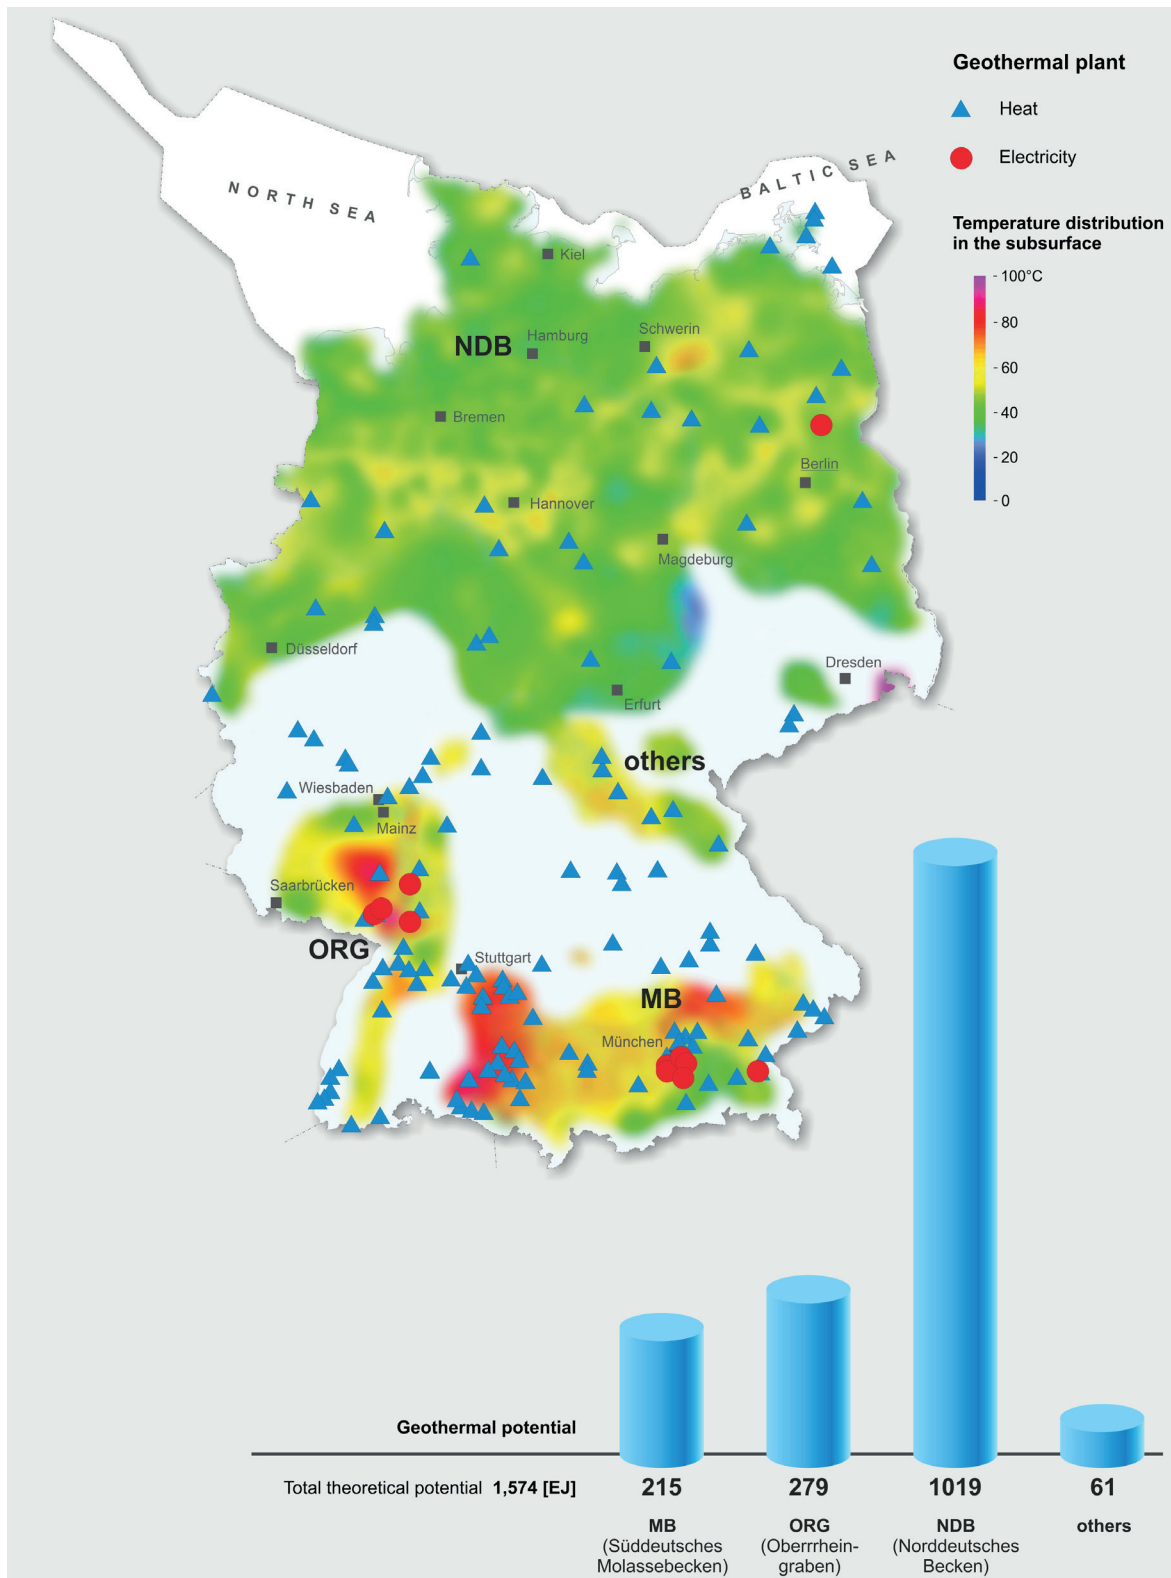 Geothermal plant
Heat
Electricity
NORTH SEA
BALTIC SEA
Temperature distribution
in the subsurface
- 100°C
- 80
- 60
- 40
- 20
- 0
Kiel
NDB
Hamburg
Schwerin
Bremen
Berlin
Hannover
Magdeburg
Düsseldorf
Dresden
Erfurt
others
Wiesbaden
Mainz
Saarbrücken
ORG
Stuttgart
MB
München
Geothermal potential
Total theoretical potential 1,574 [EJ]
215
279
1019
61
MB
(Süddeutsches
Molassebecken)
ORG
(Oberrrhein-
graben)
NDB
(Norddeutsches
Becken)
others